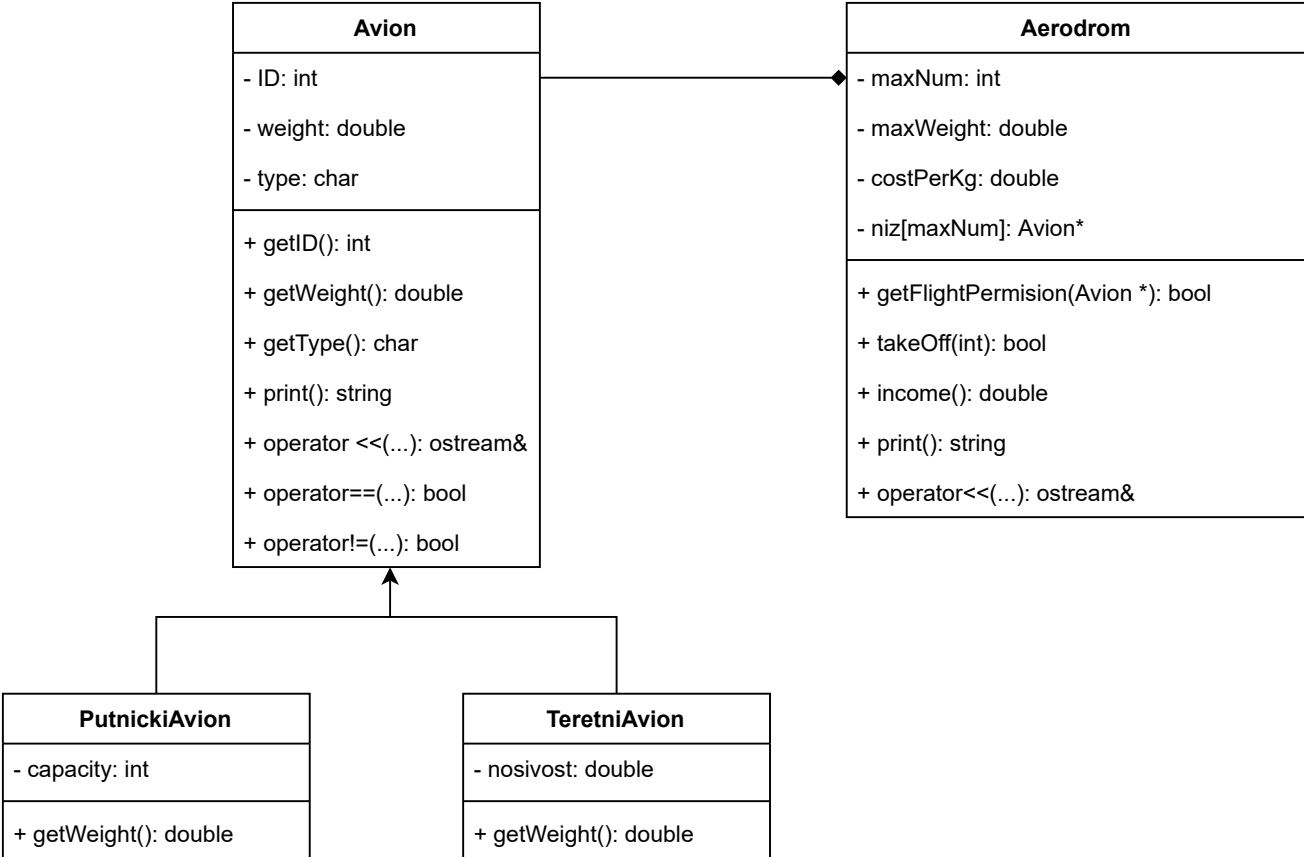 Avion
- ID: int
- weight: double
- type: char
+ getID(): int
+ getWeight(): double
+ getType(): char
+ print(): string
+ operator <<(...): ostream&
+ operator==(...): bool
+ operator!=(...): bool
Aerodrom
- maxNum: int
- maxWeight: double
- costPerKg: double
- niz[maxNum]: Avion*
+ getFlightPermision(Avion *): bool
+ takeOff(int): bool
+ income(): double
+ print(): string
+ operator<<(...): ostream&
PutnickiAvion
- capacity: int
+ getWeight(): double
TeretniAvion
- nosivost: double
+ getWeight(): double